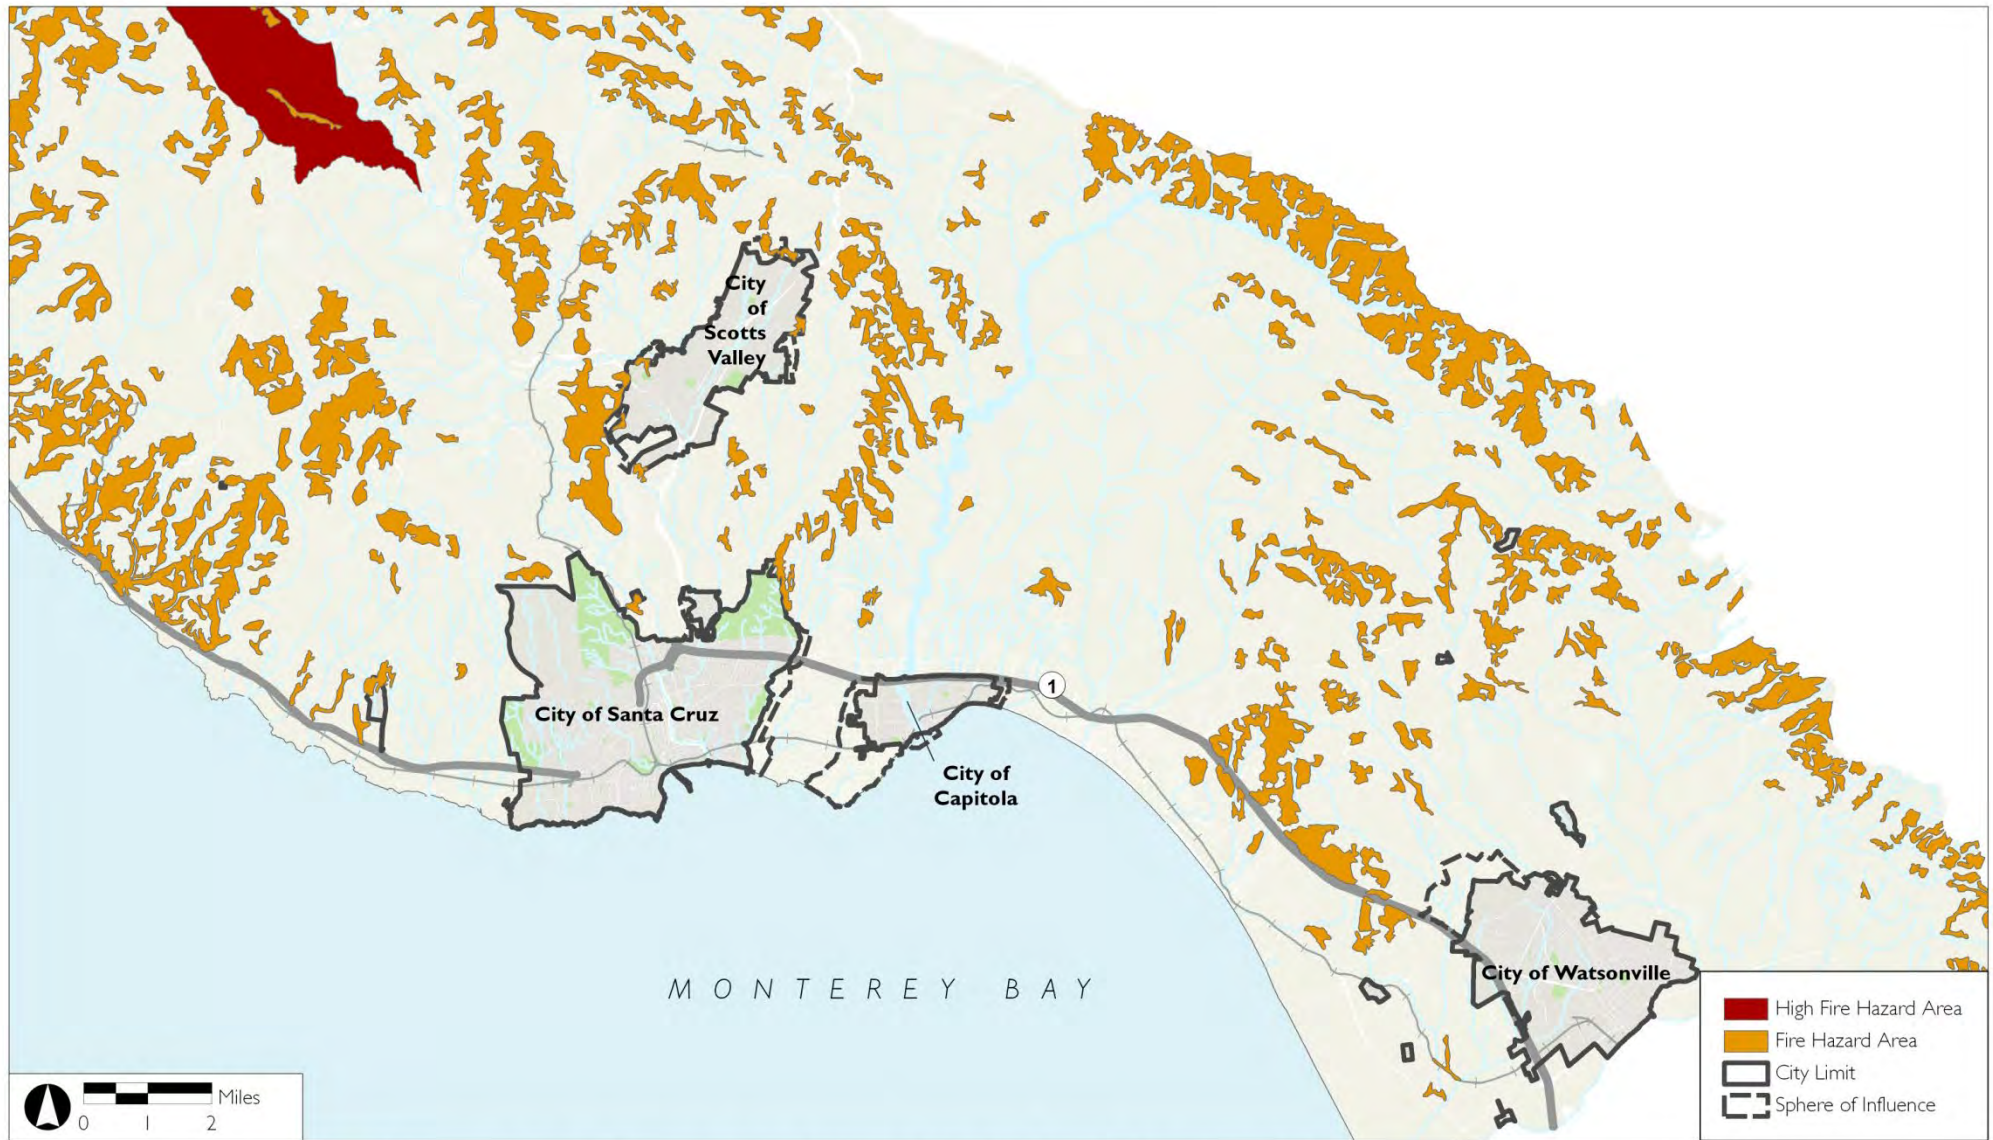 City
of
Scotts
Valley
1
City of Santa Cruz
City of
Capitola
City of Watsonville
MONTEREY BAY
High Fire Hazard Area
Fire Hazard Area
City Limit
Sphere of Influence
Miles
0 1 2